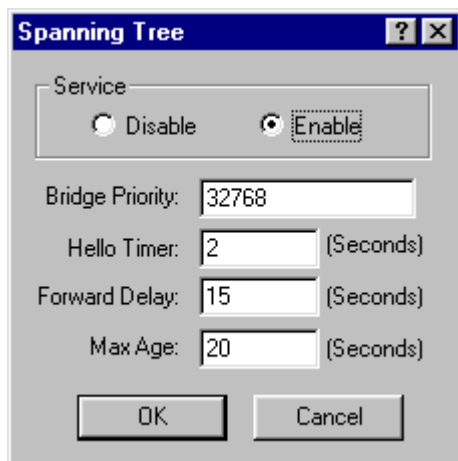 Spanning Tree
Service
Disable Enable
Bridge Priority: 32768
Hello Timer: 2 (Seconds)
Forward Delay: 15 (Seconds)
Max Age: 20 (Seconds)
OK Cancel